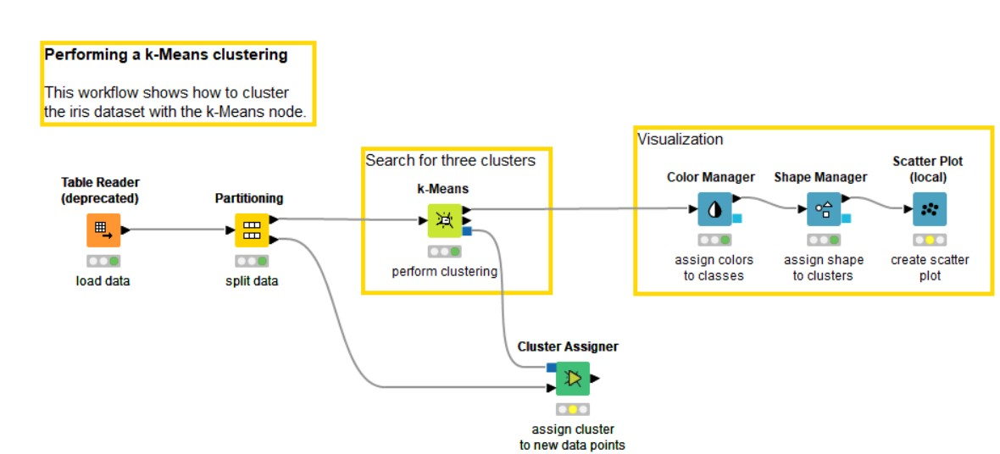 Performing a k-Means clustering
This workflow shows how to cluster
the iris dataset with the k-Means node.
Table Reader
(deprecated)
load data
Partitioning
split data
Search for three clusters
k-Means
perform clustering
Cluster Assigner
assign cluster
to new data points
Visualization
Color Manager
assign colors
to classes
Shape Manager
assign shape
to clusters
Scatter Plot
(local)
create scatter
plot